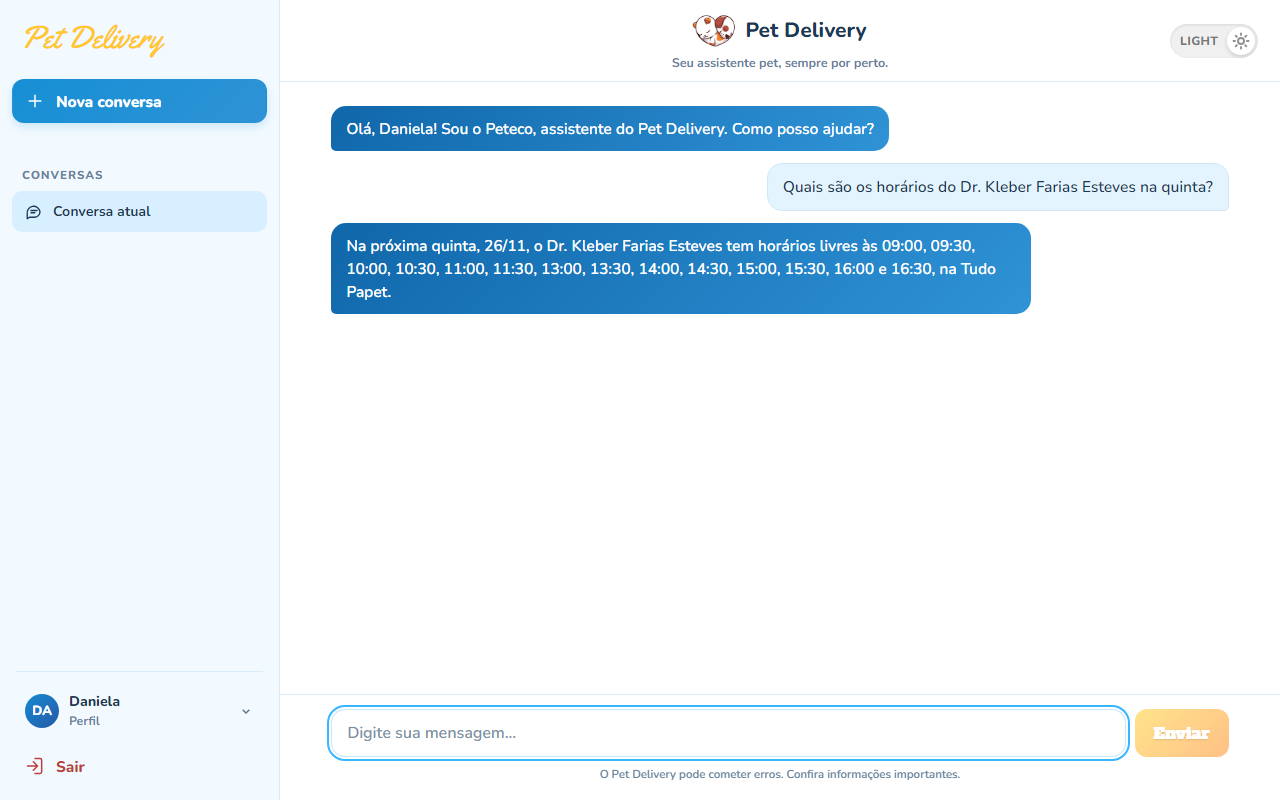 Pet Delivery
Nova conversa
CONVERSAS
Conversa atual
DA
Daniela
Perfil
Sair
Pet Delivery
Seu assistente pet, sempre por perto.
LIGHT
Olá, Daniela! Sou o Peteco, assistente do Pet Delivery. Como posso ajudar?
Quais são os horários do Dr. Kleber Farias Esteves na quinta?
Na próxima quinta, 26/11, o Dr. Kleber Farias Esteves tem horários livres às 09:00, 09:30,
10:00, 10:30, 11:00, 11:30, 13:00, 13:30, 14:00, 14:30, 15:00, 15:30, 16:00 e 16:30, na Tudo
Papet.
Digite sua mensagem...
Enviar
O Pet Delivery pode cometer erros. Confira informações importantes.